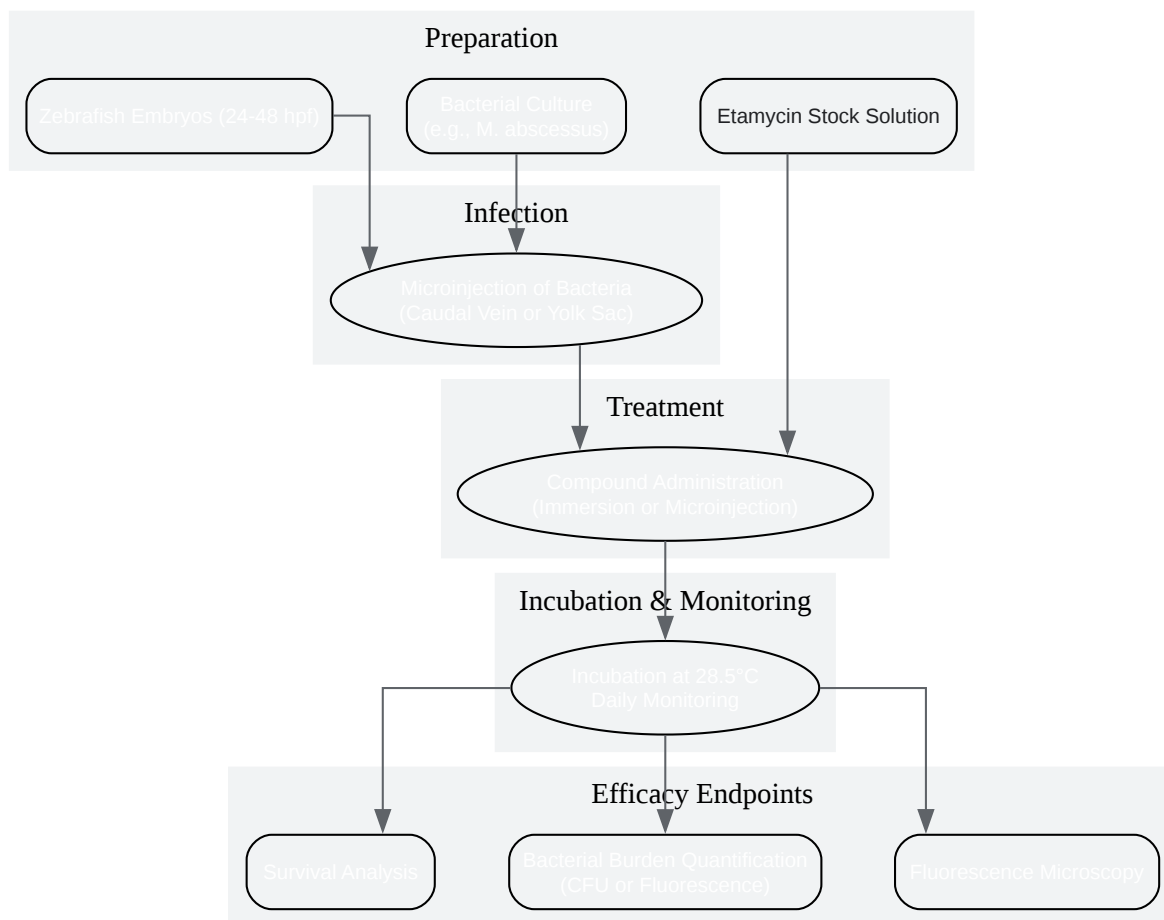 Preparation
Zebrafish Embryos (24-48 hpf)
Bacterial Culture
(e.g., M. abscessus)
Etamycin Stock Solution
Infection
Microinjection of Bacteria
(Caudal Vein or Yolk Sac)
Treatment
Compound Administration
(Immersion or Microinjection)
Incubation & Monitoring
Incubation at 28.5°C
Daily Monitoring
Efficacy Endpoints
Survival Analysis
Bacterial Burden Quantification
(CFU or Fluorescence)
Fluorescence Microscopy